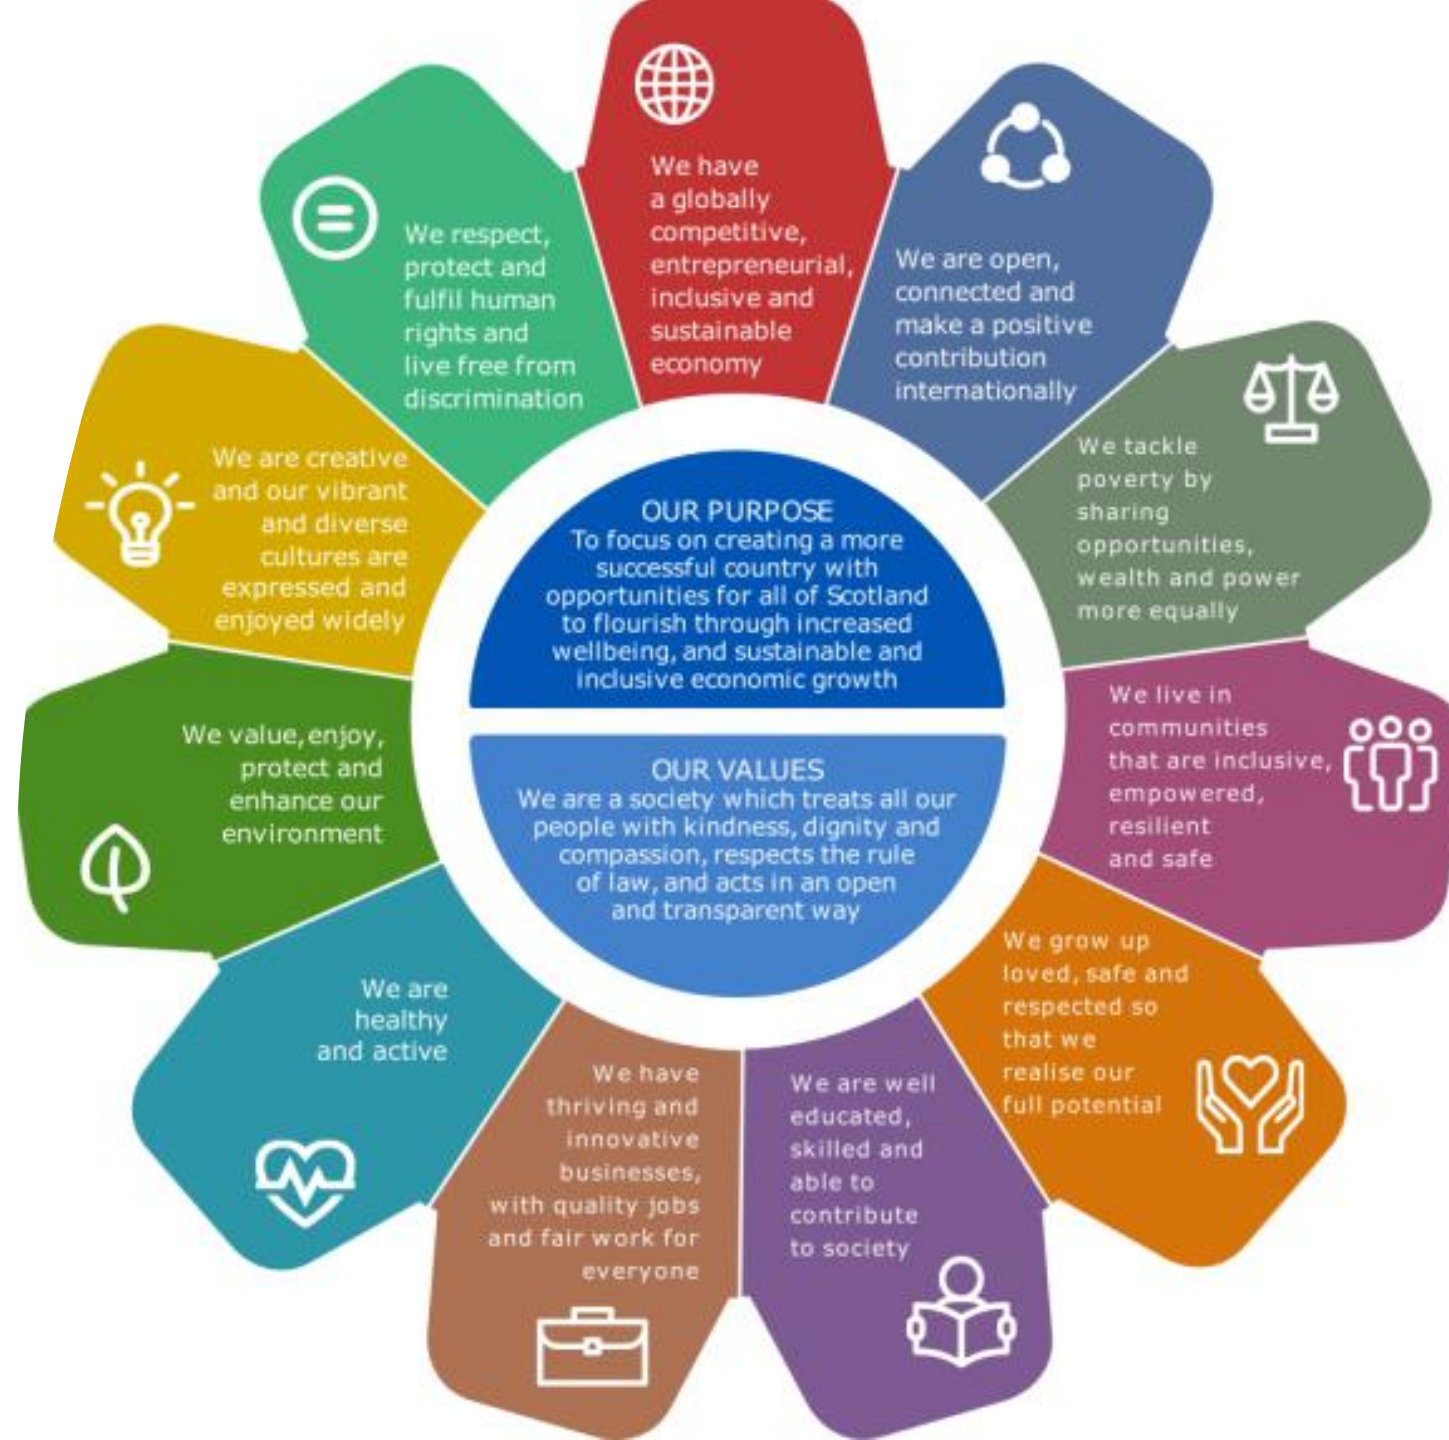 We have
a globally
competitive,
entrepreneurial,
inclusive and
sustainable
economy
We are open,
connected and
make a positive
contribution
internationally
We tackle
poverty by
sharing
opportunities,
wealth and power
more equally
We live in
communities
that are inclusive,
empowered,
resilient
and safe
We grow up
loved, safe and
respected so
that we
realise our
full potential
We are well
educated,
skilled and
able to
contribute
to society
We have
thriving and
innovative
businesses,
with quality jobs
and fair work for
everyone
We are
healthy
and active
We value, enjoy,
protect and
enhance our
environment
We are creative
and our vibrant
and diverse
cultures are
expressed and
enjoyed widely
We respect,
protect and
fulfil human
rights and
live free from
discrimination
OUR PURPOSE
To focus on creating a more
successful country with
opportunities for all of Scotland
to flourish through increased
wellbeing, and sustainable and
inclusive economic growth
OUR VALUES
We are a society which treats all our
people with kindness, dignity and
compassion, respects the rule
of law, and acts in an open
and transparent way